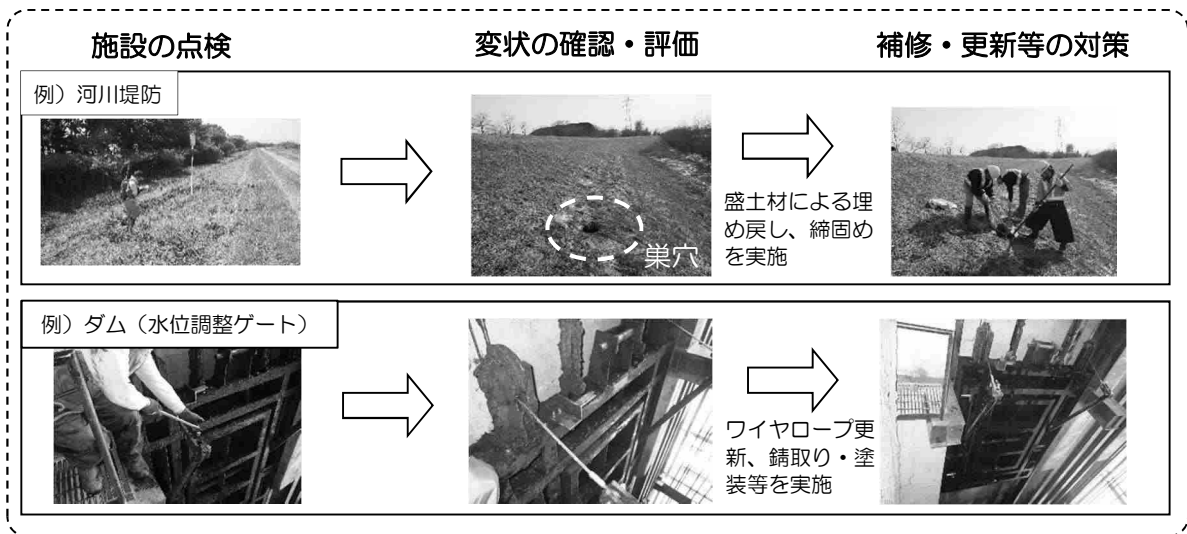 施設の点検
変状の確認・評価
補修・更新等の対策
例）河川堤防
巣穴
盛土材による埋
め戻し、締固め
を実施
例）ダム（水位調整ゲート）
ワイヤロープ更
新、錆取り・塗
装等を実施